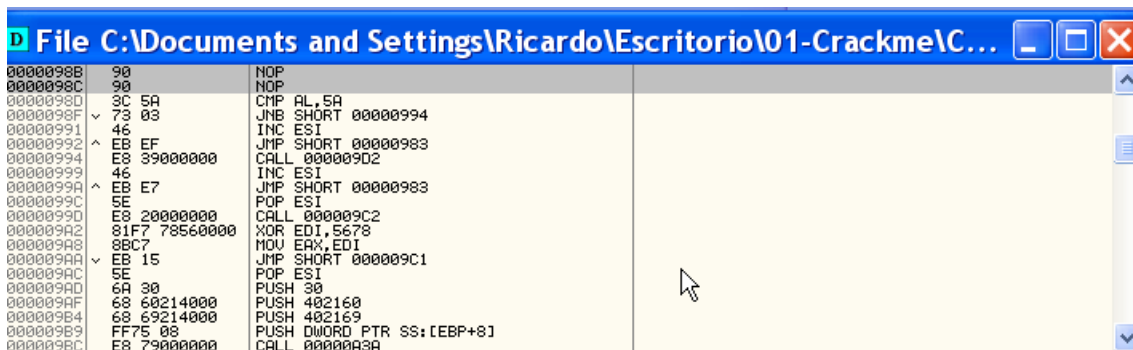 D File C:\Documents and Settings\Ricardo\Escritorio\01-Crackme\C...
0000098B 90 NOP
0000098C 90 NOP
0000098D 3C 5A CMP AL,5A
0000098F 73 03 JNB SHORT 00000994
00000991 46 INC ESI
00000992 ^ EB EF JMP SHORT 00000983
00000994 E8 39000000 CALL 000009D2
00000999 46 INC ESI
0000099A ^ EB E7 JMP SHORT 00000983
0000099C 5E POP ESI
0000099D E8 20000000 CALL 000009C2
000009A2 81F7 78560000 XOR EDI,5678
000009A8 8BC7 MOV EAX,EDI
000009AA EB 15 JMP SHORT 000009C1
000009AC 5E POP ESI
000009AD 6A 30 PUSH 30
000009AF 68 60214000 PUSH 402160
000009B4 68 69214000 PUSH 402169
000009B9 FF75 08 PUSH DWORD PTR SS:[EBP+8]
000009BC E8 79000000 CALL 00000A3A